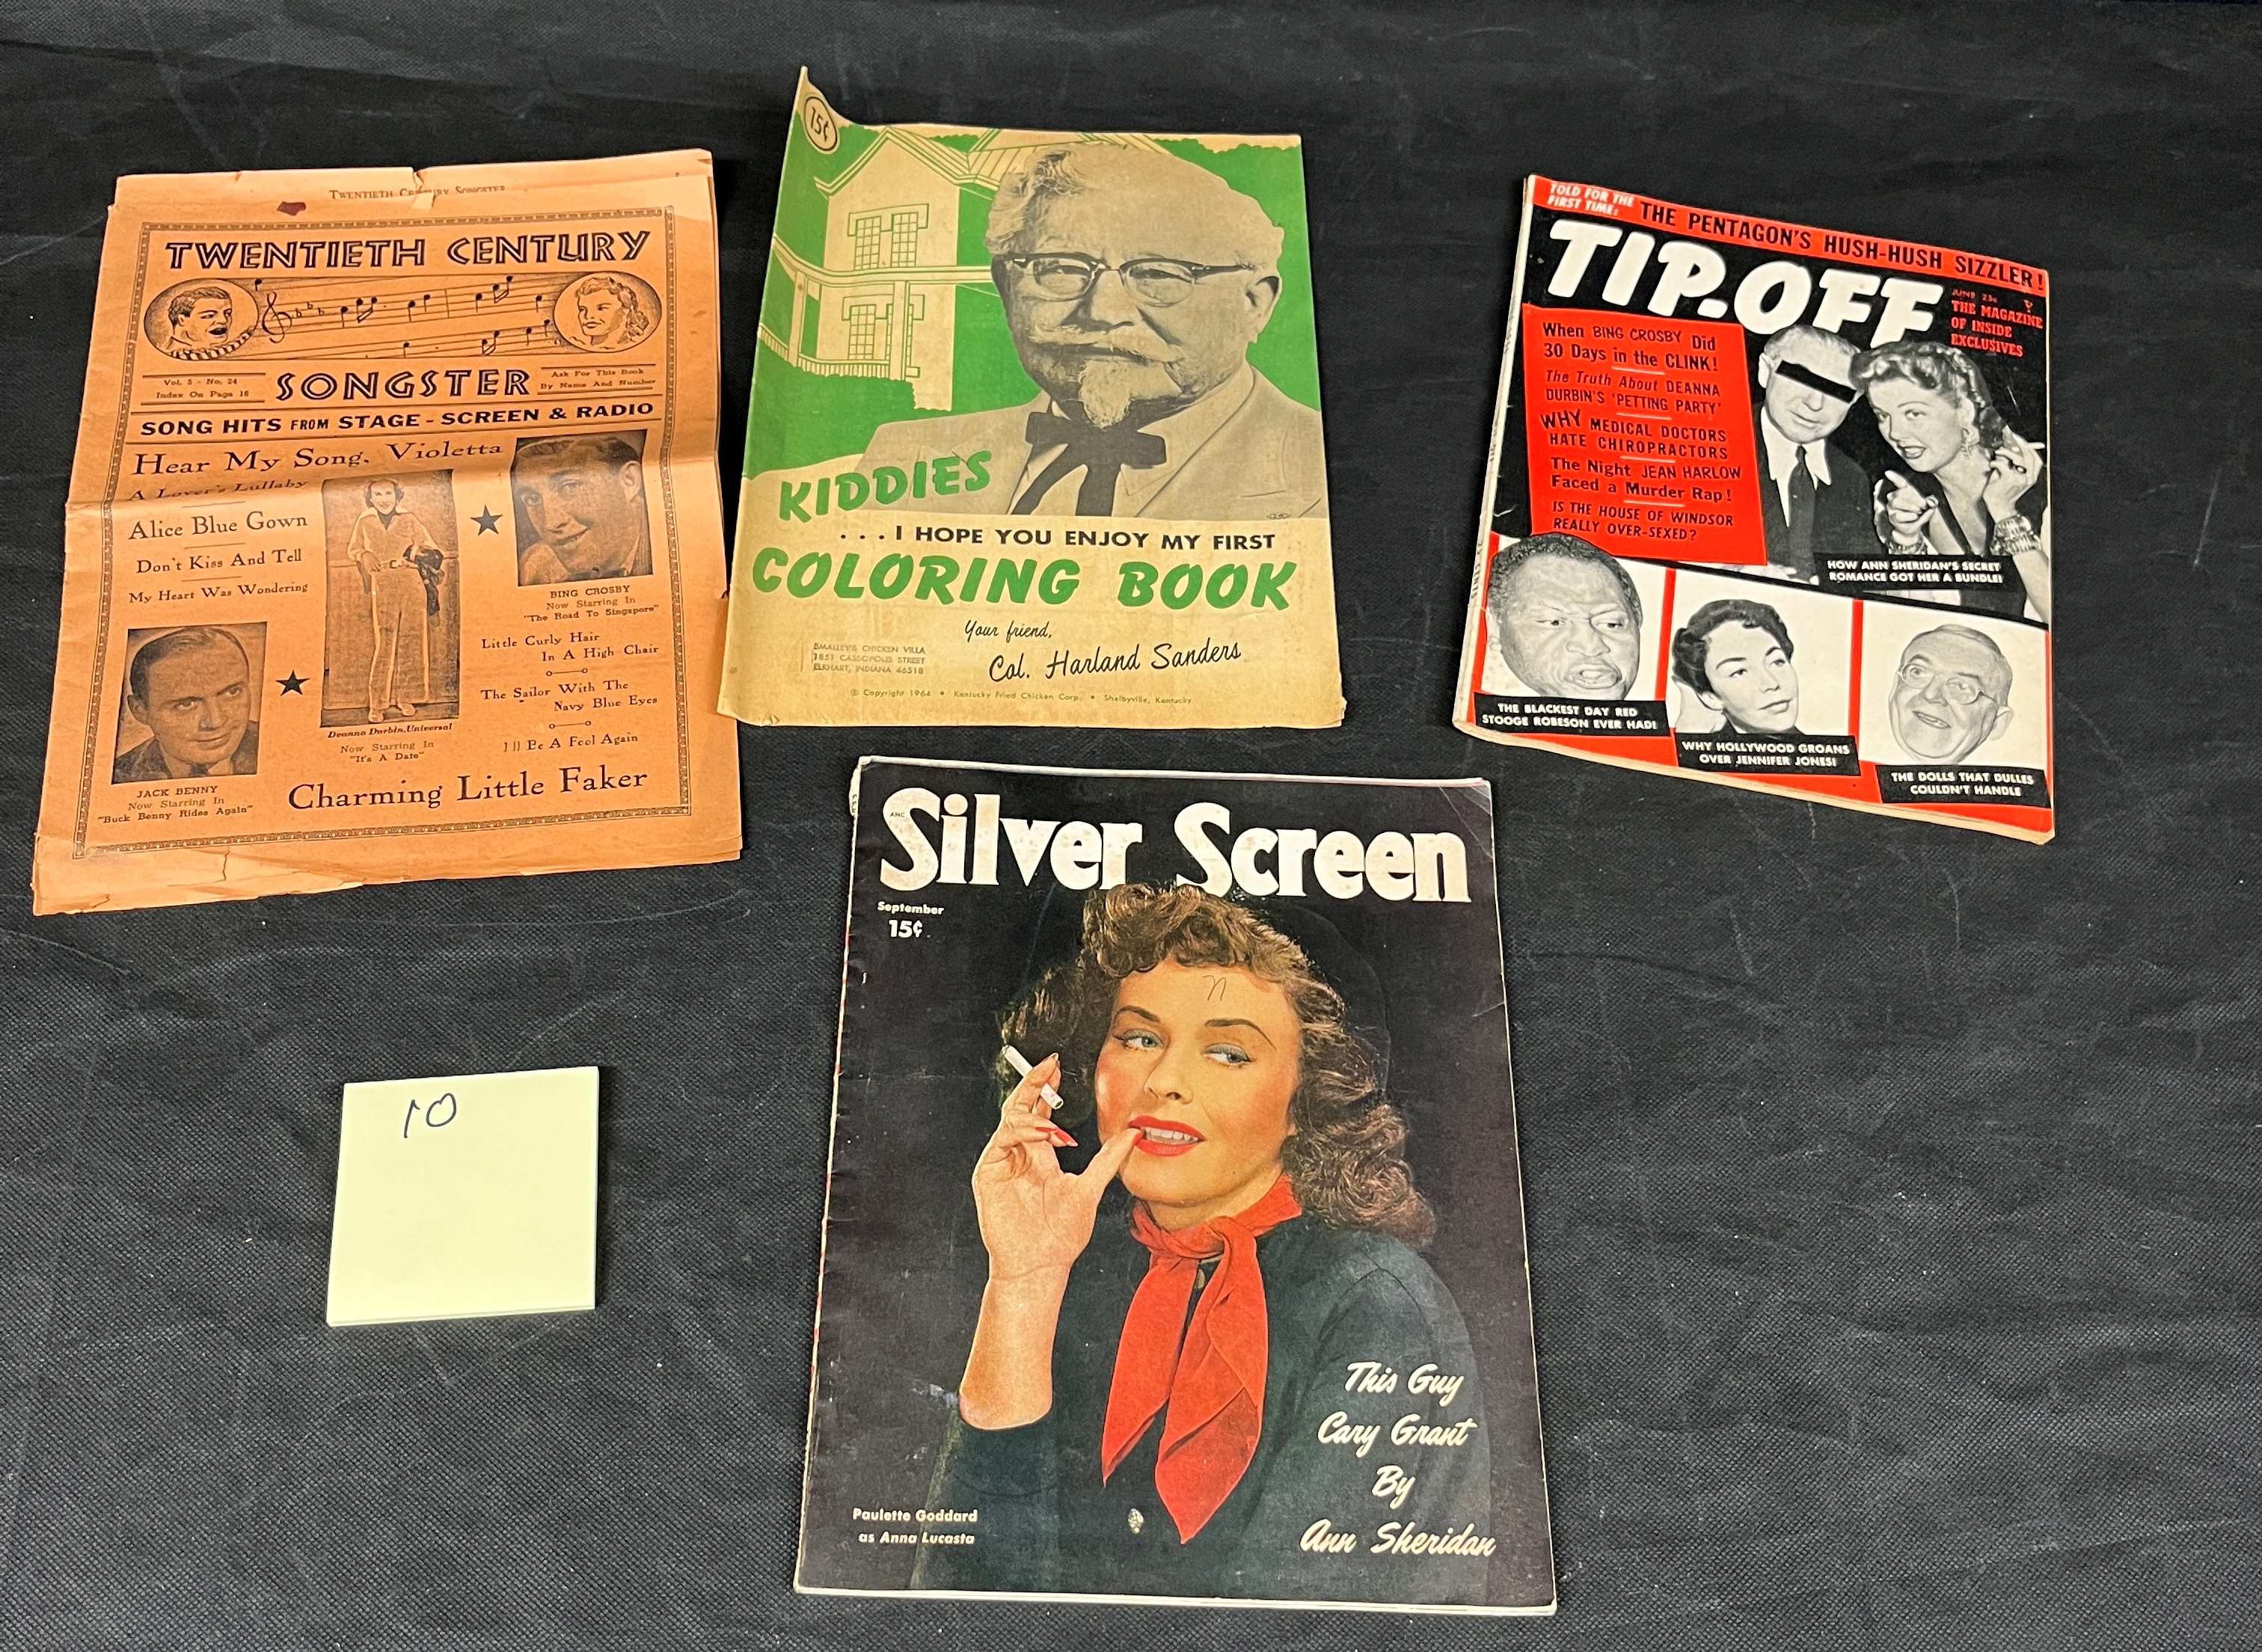 TWENTIETH CENTURY SONGSTER
TWENTIETH CENTURY
Vol. 5 - No. 24
Index On Page 16
SONGSTER
Ask For This Book
By Name And Number
SONG HITS FROM STAGE - SCREEN & RADIO
Hear My Song, Violetta
A Lover's Lullaby
Alice Blue Gown
Don't Kiss And Tell
My Heart Was Wondering
BING CROSBY
Now Starring In
"The Road To Singapore"
Little Curly Hair
In A High Chair
The Sailor With The
Navy Blue Eyes
I'll Be A Fool Again
Deanna Durbin, Universal
Now Starring In
"It's A Date"
JACK BENNY
Now Starring In
"Buck Benny Rides Again"
Charming Little Faker
15¢
KIDDIES
...I HOPE YOU ENJOY MY FIRST
COLORING BOOK
Your friend,
Col. Harland Sanders
SMALLEY'S CHICKEN VILLA
1851 CASSOPOLIS STREET
ELKHART, INDIANA 46518
© Copyright 1964 • Kentucky Fried Chicken Corp. • Shelbyville, Kentucky
TOLD FOR THE
FIRST TIME:
THE PENTAGON'S HUSH-HUSH SIZZLER!
TIP-OFF
JUNE 25¢
THE MAGAZINE
OF INSIDE
EXCLUSIVES
When BING CROSBY Did
30 Days in the CLINK!
The Truth About DEANNA
DURBIN'S 'PETTING PARTY'
WHY MEDICAL DOCTORS
HATE CHIROPRACTORS
The Night JEAN HARLOW
Faced a Murder Rap!
IS THE HOUSE OF WINDSOR
REALLY OVER-SEXED?
HOW ANN SHERIDAN'S SECRET
ROMANCE GOT HER A BUNDLE!
THE BLACKEST DAY RED
STOOGE ROBESON EVER HAD!
WHY HOLLYWOOD GROANS
OVER JENNIFER JONES!
THE DOLLS THAT DULLES
COULDN'T HANDLE
ANC
Silver Screen
September
15¢
n
This Guy
Cary Grant
By
Ann Sheridan
Paulette Goddard
as Anna Lucasta
10